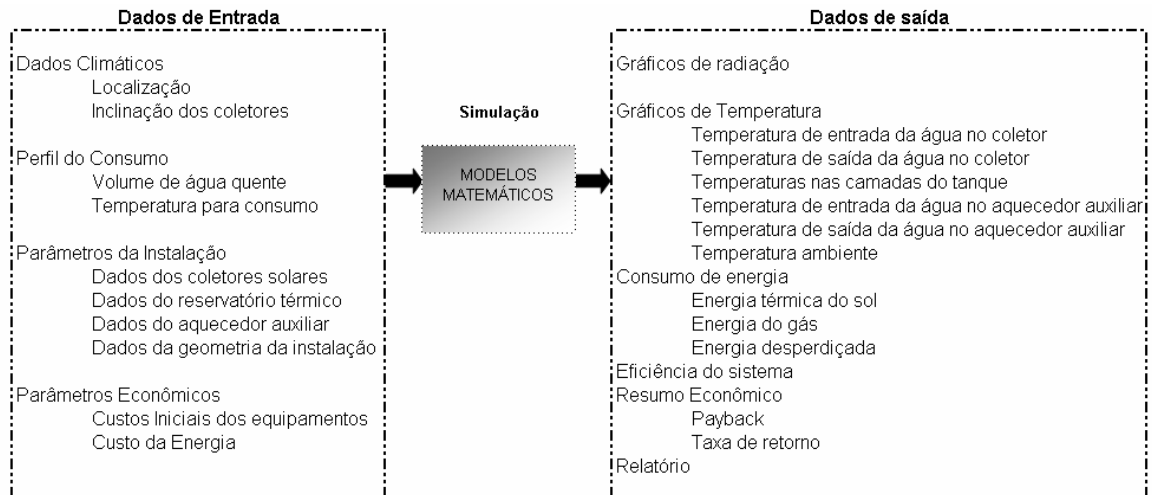 Dados de Entrada
Dados Climáticos
Localização
Inclinação dos coletores
Perfil do Consumo
Volume de água quente
Temperatura para consumo
Parâmetros da Instalação
Dados dos coletores solares
Dados do reservatório térmico
Dados do aquecedor auxiliar
Dados da geometria da instalação
Parâmetros Econômicos
Custos Iniciais dos equipamentos
Custo da Energia
Simulação
MODELOS
MATEMÁTICOS
Dados de saída
Gráficos de radiação
Gráficos de Temperatura
Temperatura de entrada da água no coletor
Temperatura de saída da água no coletor
Temperaturas nas camadas do tanque
Temperatura de entrada da água no aquecedor auxiliar
Temperatura de saída da água no aquecedor auxiliar
Temperatura ambiente
Consumo de energia
Energia térmica do sol
Energia do gás
Energia desperdiçada
Eficiência do sistema
Resumo Econômico
Payback
Taxa de retorno
Relatório